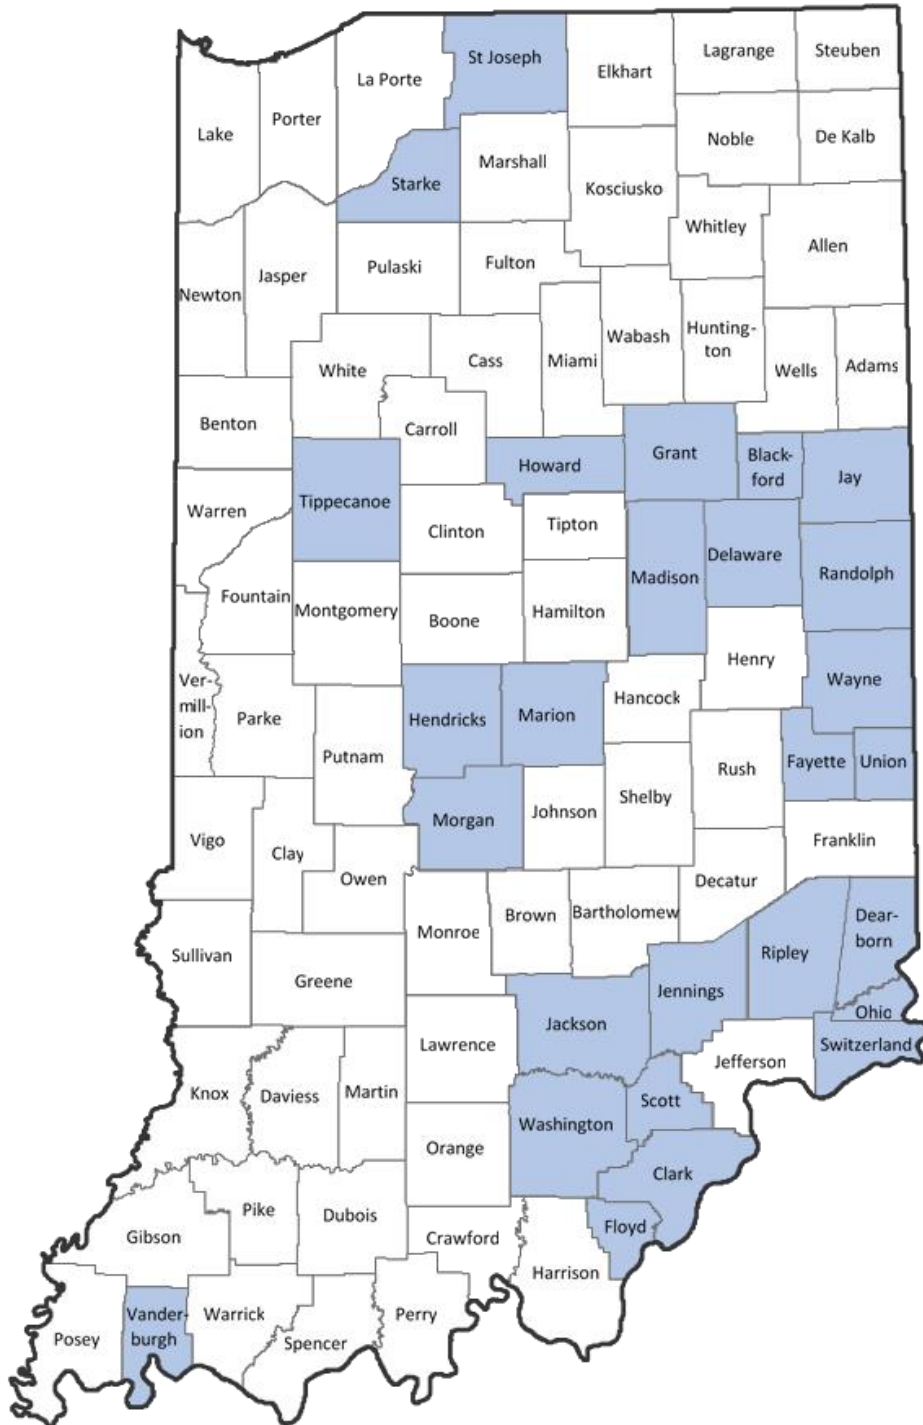 St Joseph
Elkhart
Lagrange
Steuben
La Porte
Lake
Porter
Starke
Marshall
Noble
De Kalb
Kosciusko
Whitley
Allen
Newton
Jasper
Pulaski
Fulton
White
Cass
Miami
Wabash
Hunting-
ton
Wells
Adams
Benton
Carroll
Howard
Grant
Black-
ford
Jay
Warren
Tippecanoe
Clinton
Tipton
Madison
Delaware
Randolph
Fountain
Montgomery
Boone
Hamilton
Henry
Wayne
Ver-
mill-
ion
Parke
Putnam
Hendricks
Marion
Hancock
Rush
Fayette
Union
Vigo
Clay
Owen
Morgan
Johnson
Shelby
Decatur
Franklin
Sullivan
Greene
Monroe
Brown
Bartholomew
Jennings
Ripley
Dear-
born
Ohio
Switzerland
Jackson
Lawrence
Jefferson
Knox
Daviess
Martin
Orange
Washington
Scott
Clark
Floyd
Gibson
Pike
Dubois
Crawford
Harrison
Posey
Vander-
burgh
Warrick
Spencer
Perry